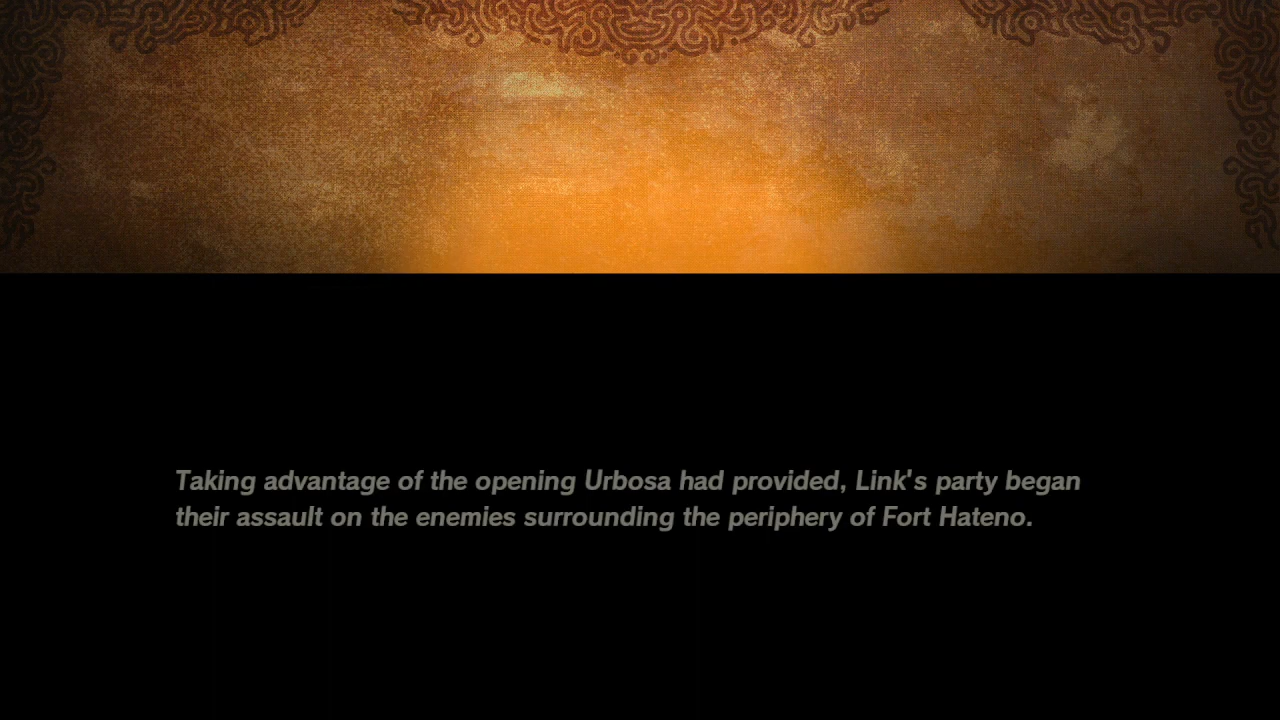 Taking advantage of the opening Urbosa had provided, Link's party began
their assault on the enemies surrounding the periphery of Fort Hateno.